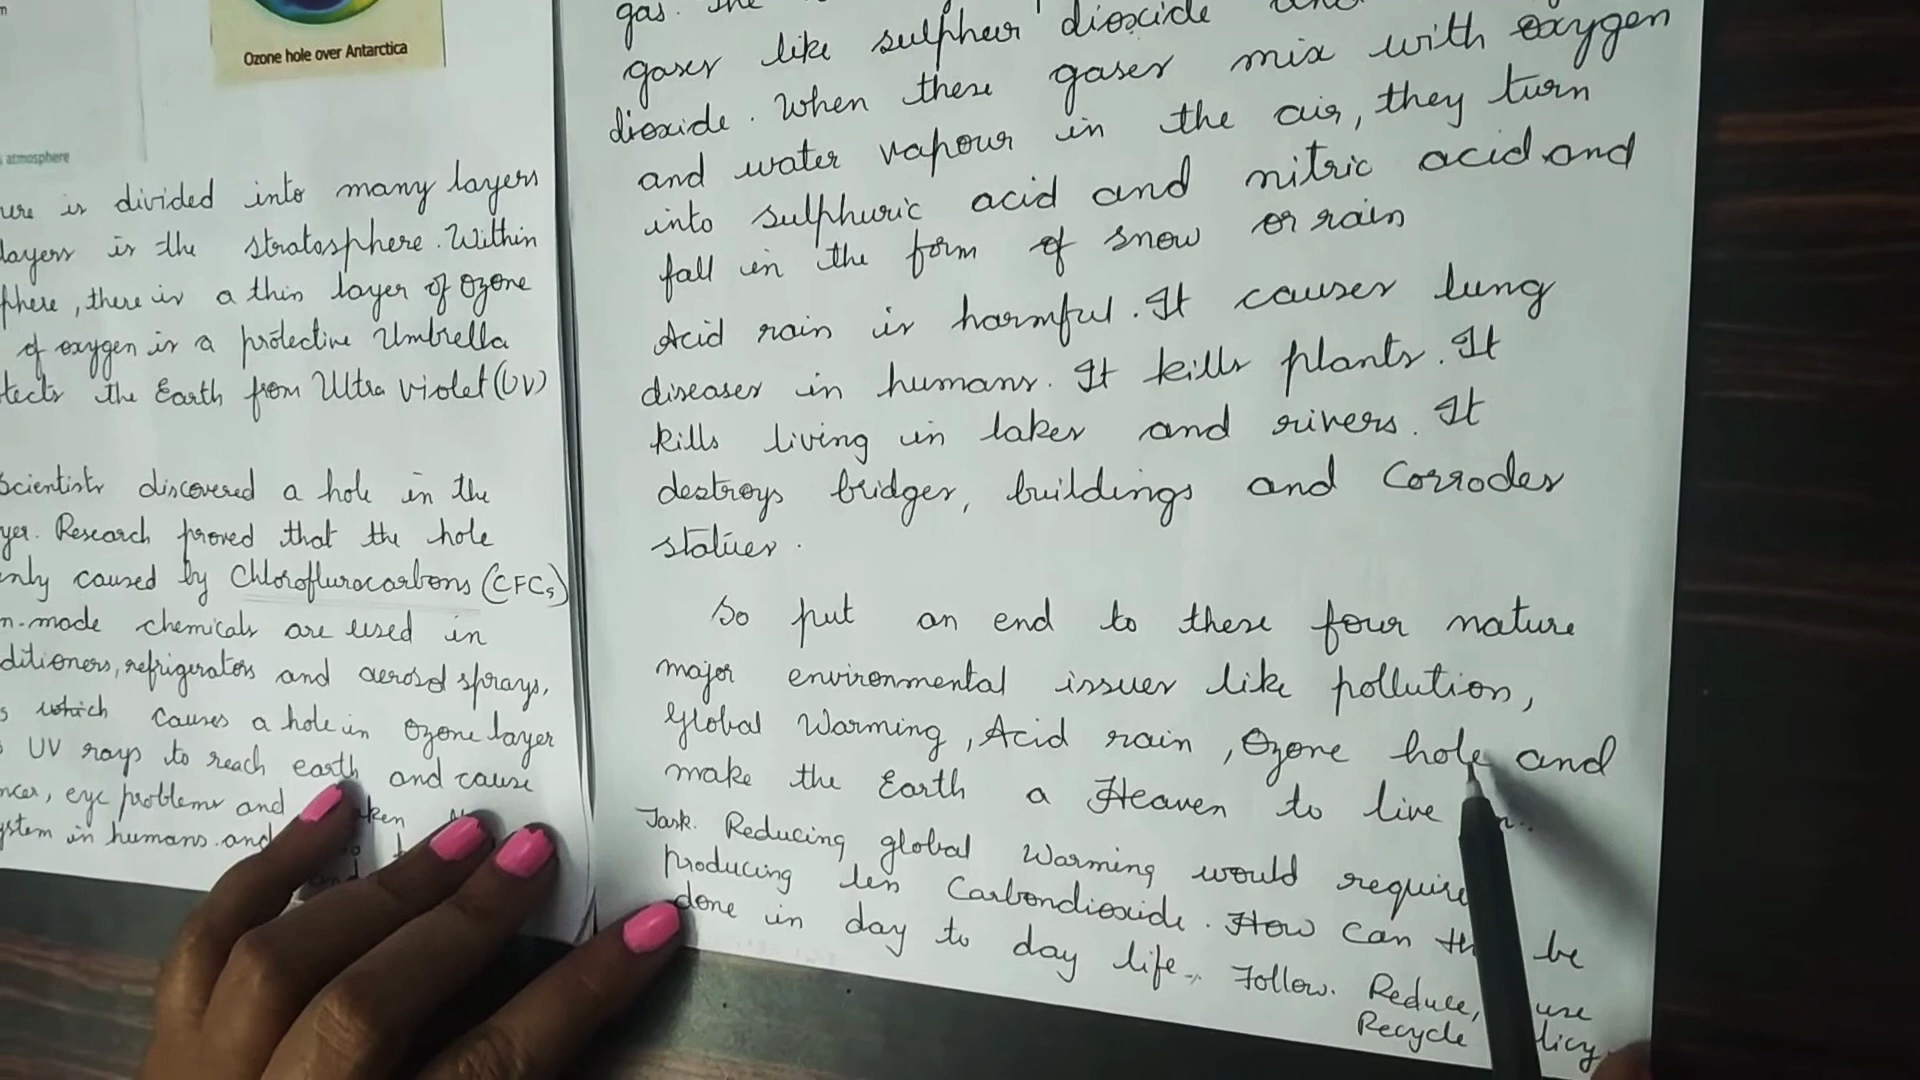 Ozone hole over Antarctica
atmosphere
is divided into many layers
layers is the stratosphere. Within
there is a thin layer of Ozone
of oxygen is a protective Umbrella
the Earth from Ultra Violet (UV)
Scientists discovered a hole in the
Research proved that the hole
caused by Chloroflurocarbons (CFCs)
made chemicals are used in
refrigerators and aerosol sprays,
which causes a hole in Ozone layer
UV rays to reach earth and cause
eye problems and
in humans and
gas. The
gases like sulpheur dioxide and
dioxide. When these gases mix with oxygen
and water vapour in the air, they turn
into sulphuric acid and nitric acid and
fall in the form of snow or rain
Acid rain is harmful. It causes lung
diseases in humans. It kills plants. It
kills living in lakes and rivers. It
destroys bridges, buildings and Corrodes
statues.
So put an end to these four nature
major environmental issues like pollution,
Global Warming, Acid rain, Ozone hole and
make the Earth a Heaven to live
Task. Reducing global Warming would require
producing less Carbondioxide. How can be
done in day to day life. Follow. Reduce,
Recycle